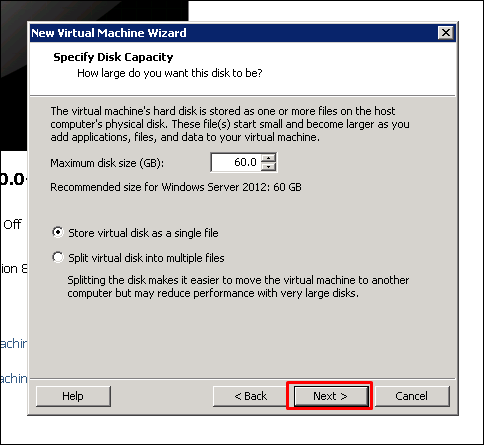 New Virtual Machine Wizard
Specify Disk Capacity
How large do you want this disk to be?
The virtual machine's hard disk is stored as one or more files on the host
computer's physical disk. These file(s) start small and become larger as you
add applications, files, and data to your virtual machine.
Maximum disk size (GB): 60.0
Recommended size for Windows Server 2012: 60 GB
0.0-
Off
Store virtual disk as a single file
Split virtual disk into multiple files
ion 8
Splitting the disk makes it easier to move the virtual machine to another
computer but may reduce performance with very large disks.
achin
achin
Help < Back Next > Cancel